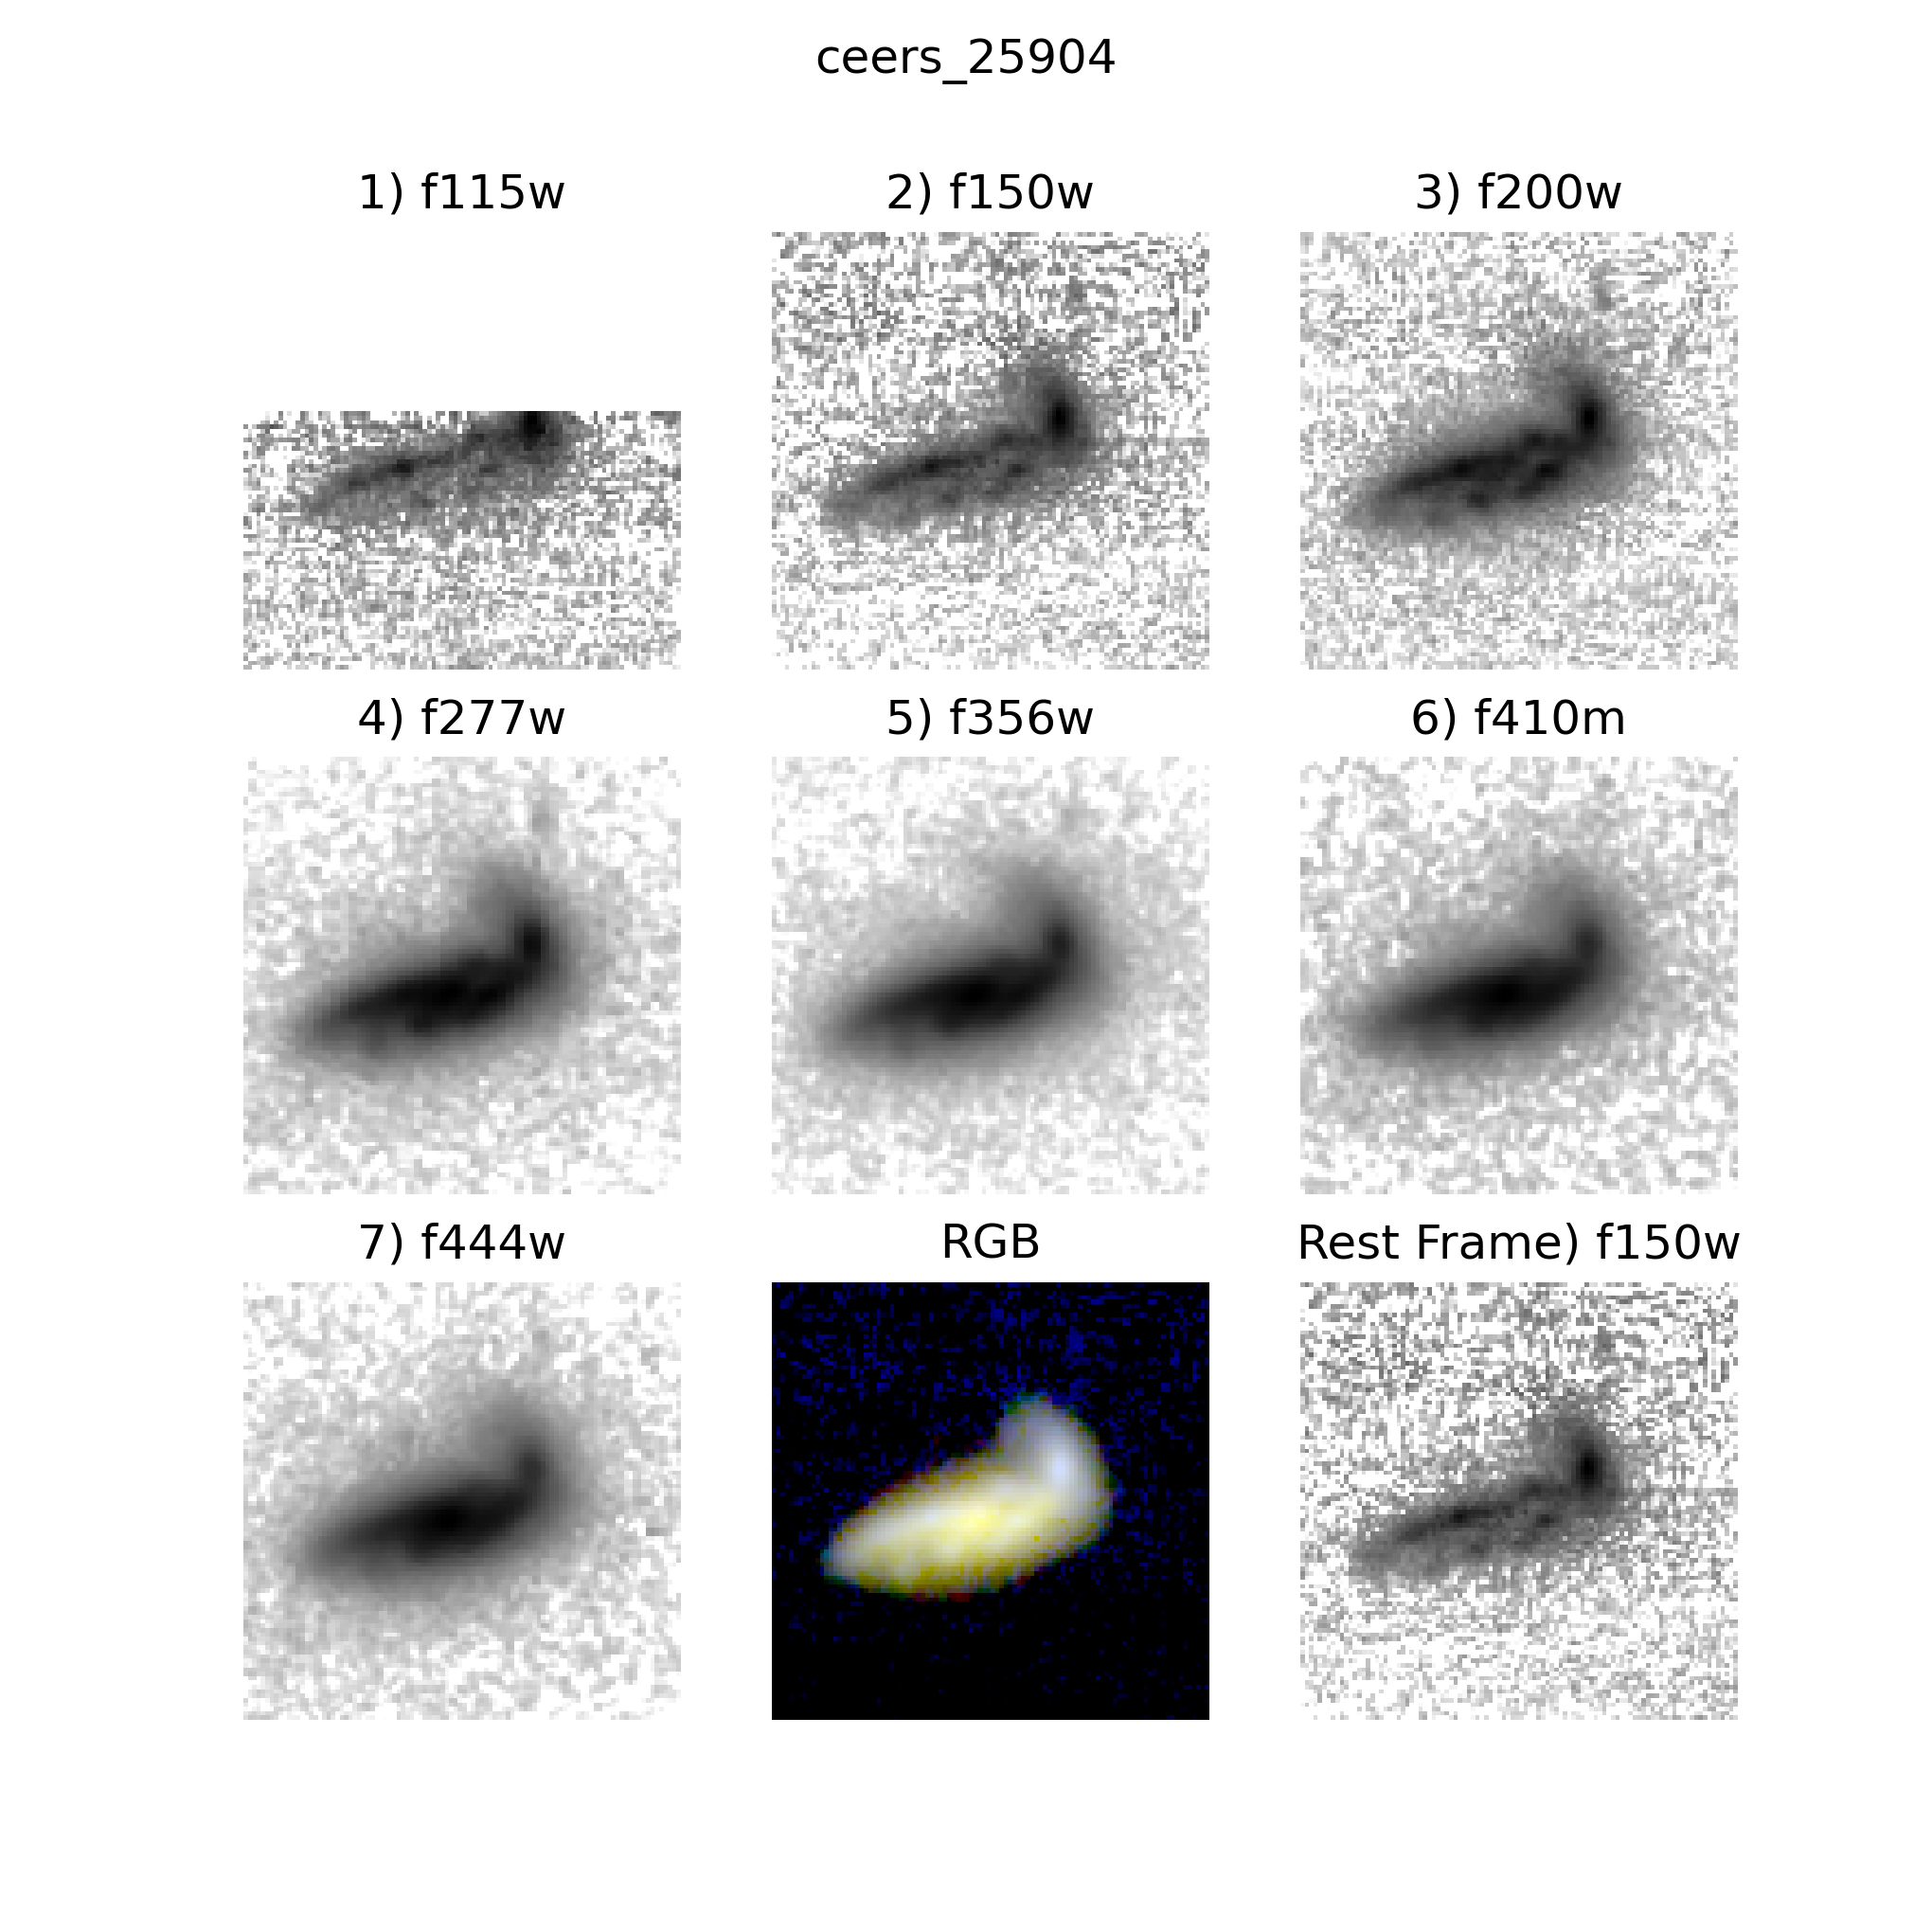 ceers_25904
1) f115w
2) f150w
3) f200w
4) f277w
5) f356w
6) f410m
7) f444w
RGB
Rest Frame) f150w